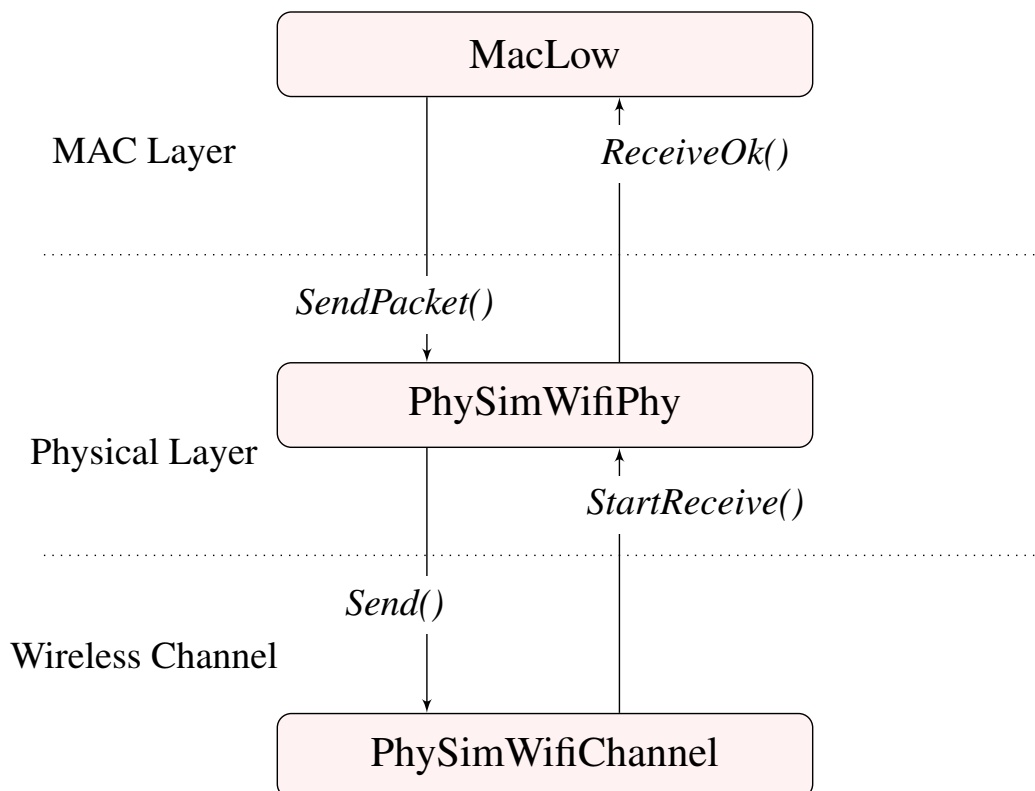 MacLow
MAC Layer
ReceiveOk()
SendPacket()
PhySimWifiPhy
Physical Layer
StartReceive()
Send()
Wireless Channel
PhySimWifiChannel